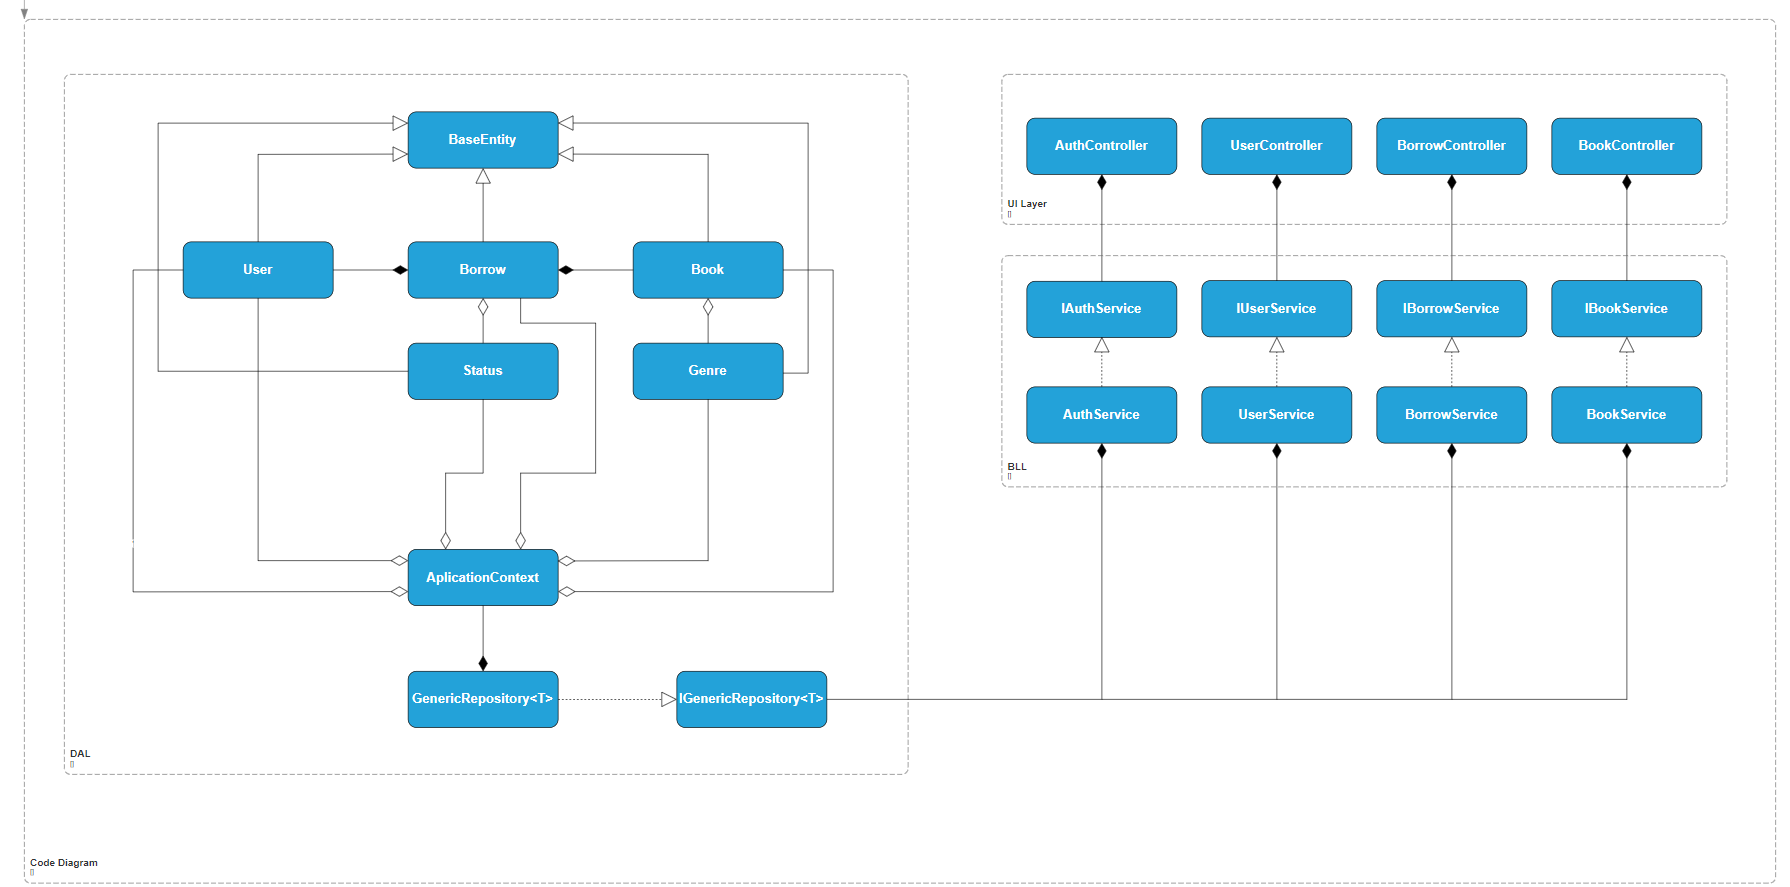 BaseEntity
User
Borrow
Book
Status
Genre
AplicationContext
GenericRepository<T>
IGenericRepository<T>
DAL
[]
AuthController
UserController
BorrowController
BookController
UI Layer
[]
IAuthService
IUserService
IBorrowService
IBookService
AuthService
UserService
BorrowService
BookService
BLL
[]
Code Diagram
[]